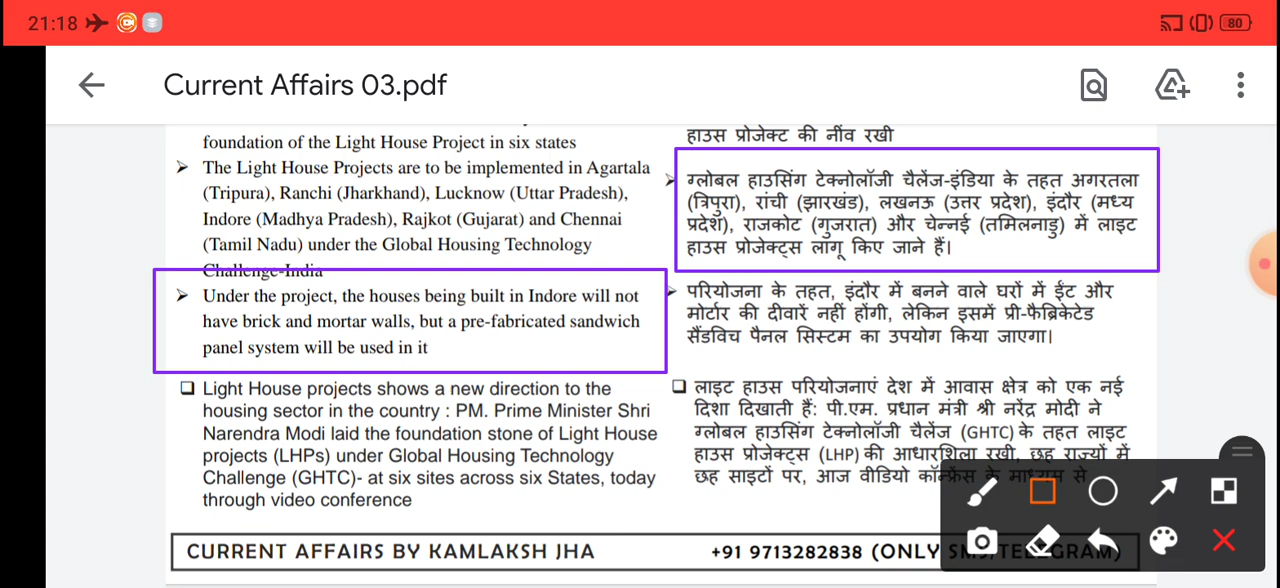 21:18
80
Current Affairs 03.pdf
foundation of the Light House Project in six states
➢ The Light House Projects are to be implemented in Agartala
(Tripura), Ranchi (Jharkhand), Lucknow (Uttar Pradesh),
Indore (Madhya Pradesh), Rajkot (Gujarat) and Chennai
(Tamil Nadu) under the Global Housing Technology
Challenge-India
➢ Under the project, the houses being built in Indore will not
have brick and mortar walls, but a pre-fabricated sandwich
panel system will be used in it
❑ Light House projects shows a new direction to the
housing sector in the country : PM. Prime Minister Shri
Narendra Modi laid the foundation stone of Light House
projects (LHPs) under Global Housing Technology
Challenge (GHTC)- at six sites across six States, today
through video conference
हाउस प्रोजेक्ट की नींव रखी
➢ ग्लोबल हाउसिंग टेक्नोलॉजी चैलेंज-इंडिया के तहत अगरतला
(त्रिपुरा), रांची (झारखंड), लखनऊ (उत्तर प्रदेश), इंदौर (मध्य
प्रदेश), राजकोट (गुजरात) और चेन्नई (तमिलनाडु) में लाइट
हाउस प्रोजेक्ट्स लागू किए जाने हैं।
➢ परियोजना के तहत, इंदौर में बनने वाले घरों में ईंट और
मोर्टार की दीवारें नहीं होंगी, लेकिन इसमें प्री-फैब्रिकेटेड
सैंडविच पैनल सिस्टम का उपयोग किया जाएगा।
❑ लाइट हाउस परियोजनाएं देश में आवास क्षेत्र को एक नई
दिशा दिखाती हैं: पी.एम. प्रधान मंत्री श्री नरेंद्र मोदी ने
ग्लोबल हाउसिंग टेक्नोलॉजी चैलेंज (GHTC) के तहत लाइट
हाउस प्रोजेक्ट्स (LHP) की आधारशिला रखी, छह राज्यों में
छह साइटों पर, आज वीडियो कॉन्फ्रेंस के माध्यम से
CURRENT AFFAIRS BY KAMLAKSH JHA
+91 9713282838 (ONLY SMS/TELEGRAM)